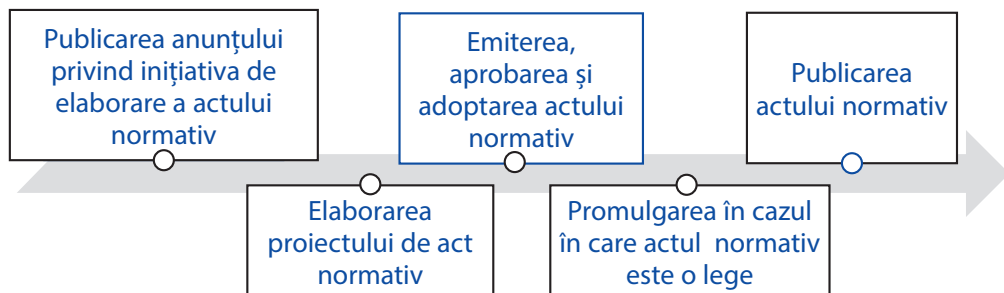 Publicarea anunțului
privind inițiativa de
elaborare a actului
normativ
Elaborarea
proiectului de act
normativ
Emiterea,
aprobarea și
adoptarea actului
normativ
Promulgarea în cazul
în care actul normativ
este o lege
Publicarea
actului normativ